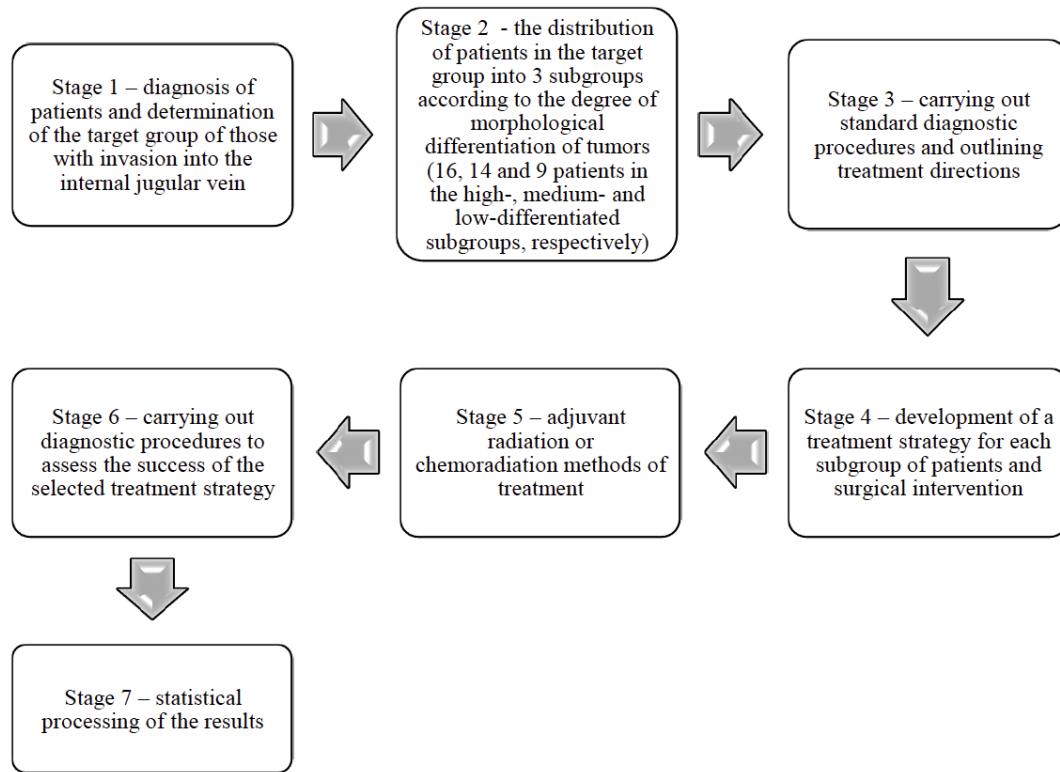 Stage 1 – diagnosis of
patients and determination
of the target group of those
with invasion into the
internal jugular vein
Stage 2  - the distribution
of patients in the target
group into 3 subgroups
according to the degree of
morphological
differentiation of tumors
(16, 14 and 9 patients in
the high-, medium- and
low-differentiated
subgroups, respectively)
Stage 3 – carrying out
standard diagnostic
procedures and outlining
treatment directions
Stage 4 – development of a
treatment strategy for each
subgroup of patients and
surgical intervention
Stage 5 – adjuvant
radiation or
chemoradiation methods of
treatment
Stage 6 – carrying out
diagnostic procedures to
assess the success of the
selected treatment strategy
Stage 7 – statistical
processing of the results